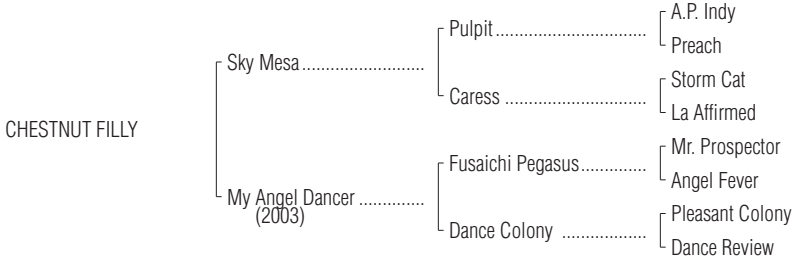 A.P. Indy
Pulpit
Preach
Sky Mesa
Storm Cat
Caress
La Affirmed
CHESTNUT FILLY
Mr. Prospector
Fusaichi Pegasus
Angel Fever
My Angel Dancer
(2003)
Pleasant Colony
Dance Colony
Dance Review